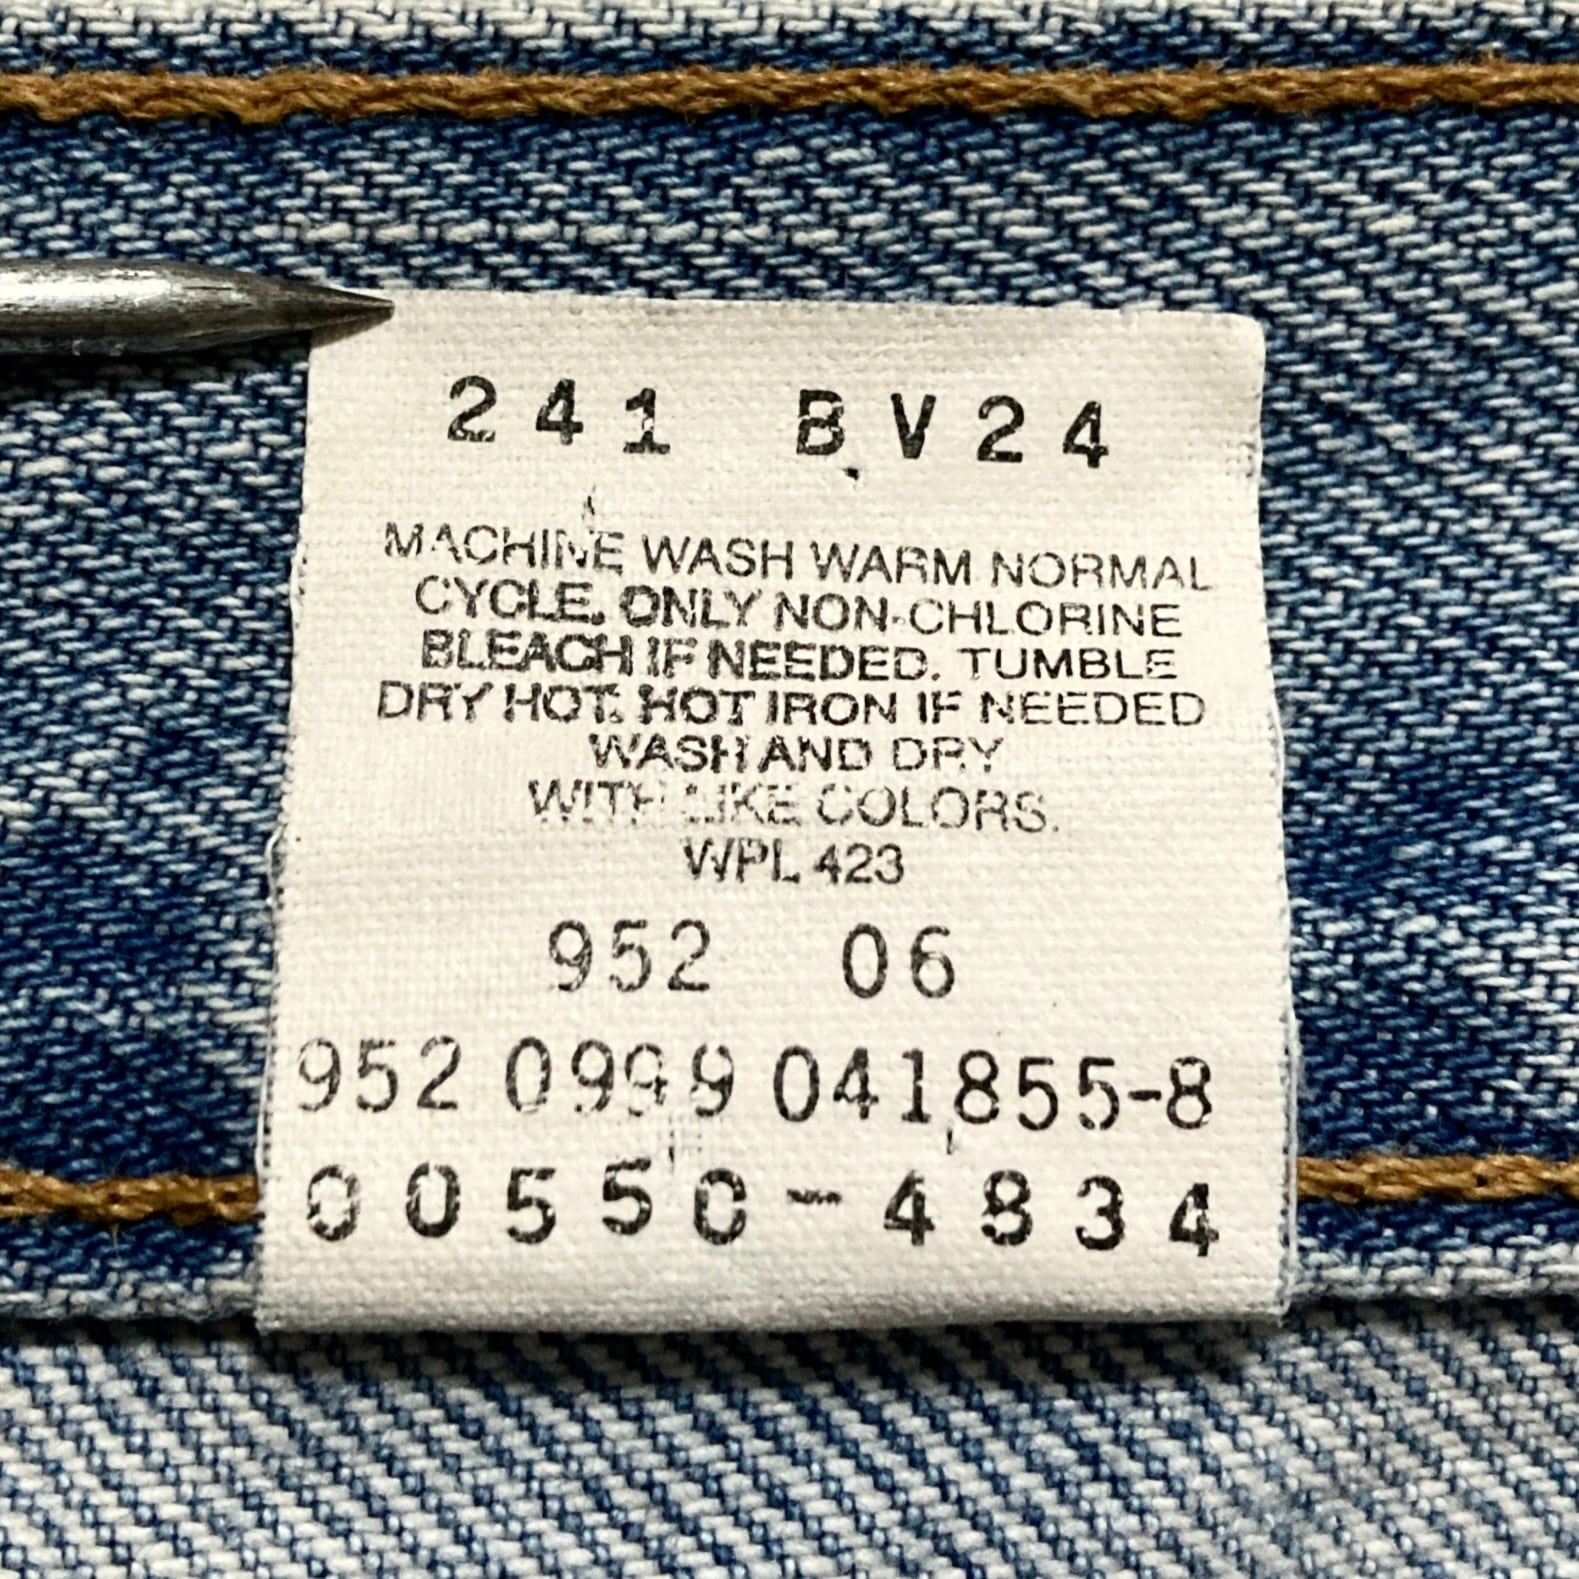 241 BV24
MACHINE WASH WARM NORMAL
CYCLE. ONLY NON-CHLORINE
BLEACH IF NEEDED. TUMBLE
DRY HOT. HOT IRON IF NEEDED
WASH AND DRY
WITH LIKE COLORS.
WPL 423
952 06
952 0999 041855-8
00550-4834